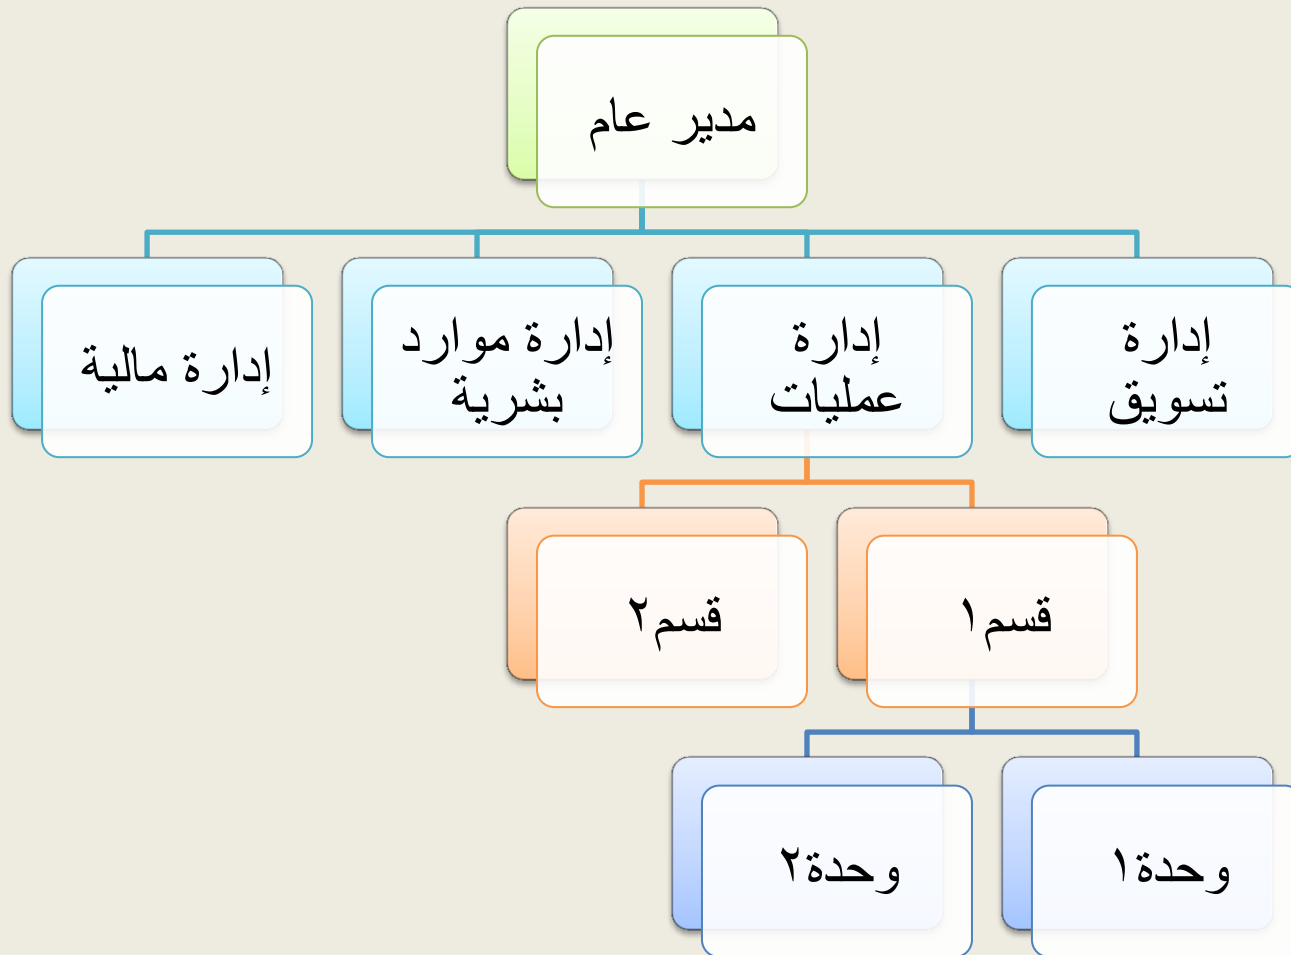 مدير عام
إدارة
تسويق
إدارة
عمليات
إدارة موارد
بشرية
إدارة مالية
قسم١
قسم٢
وحدة١
وحدة٢